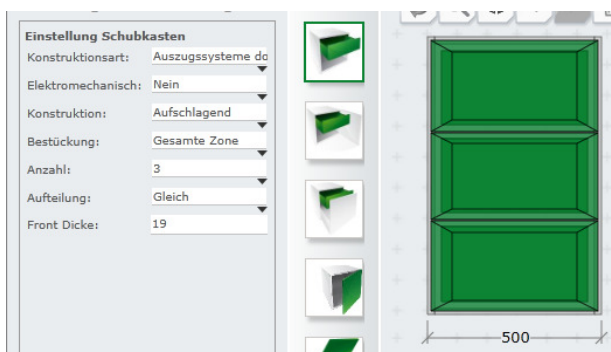 Einstellung Schubkasten
Konstruktionsart: Auszugssysteme do
Elektromechanisch: Nein
Konstruktion: Aufschlagend
Bestückung: Gesamte Zone
Anzahl: 3
Aufteilung: Gleich
Front Dicke: 19
500